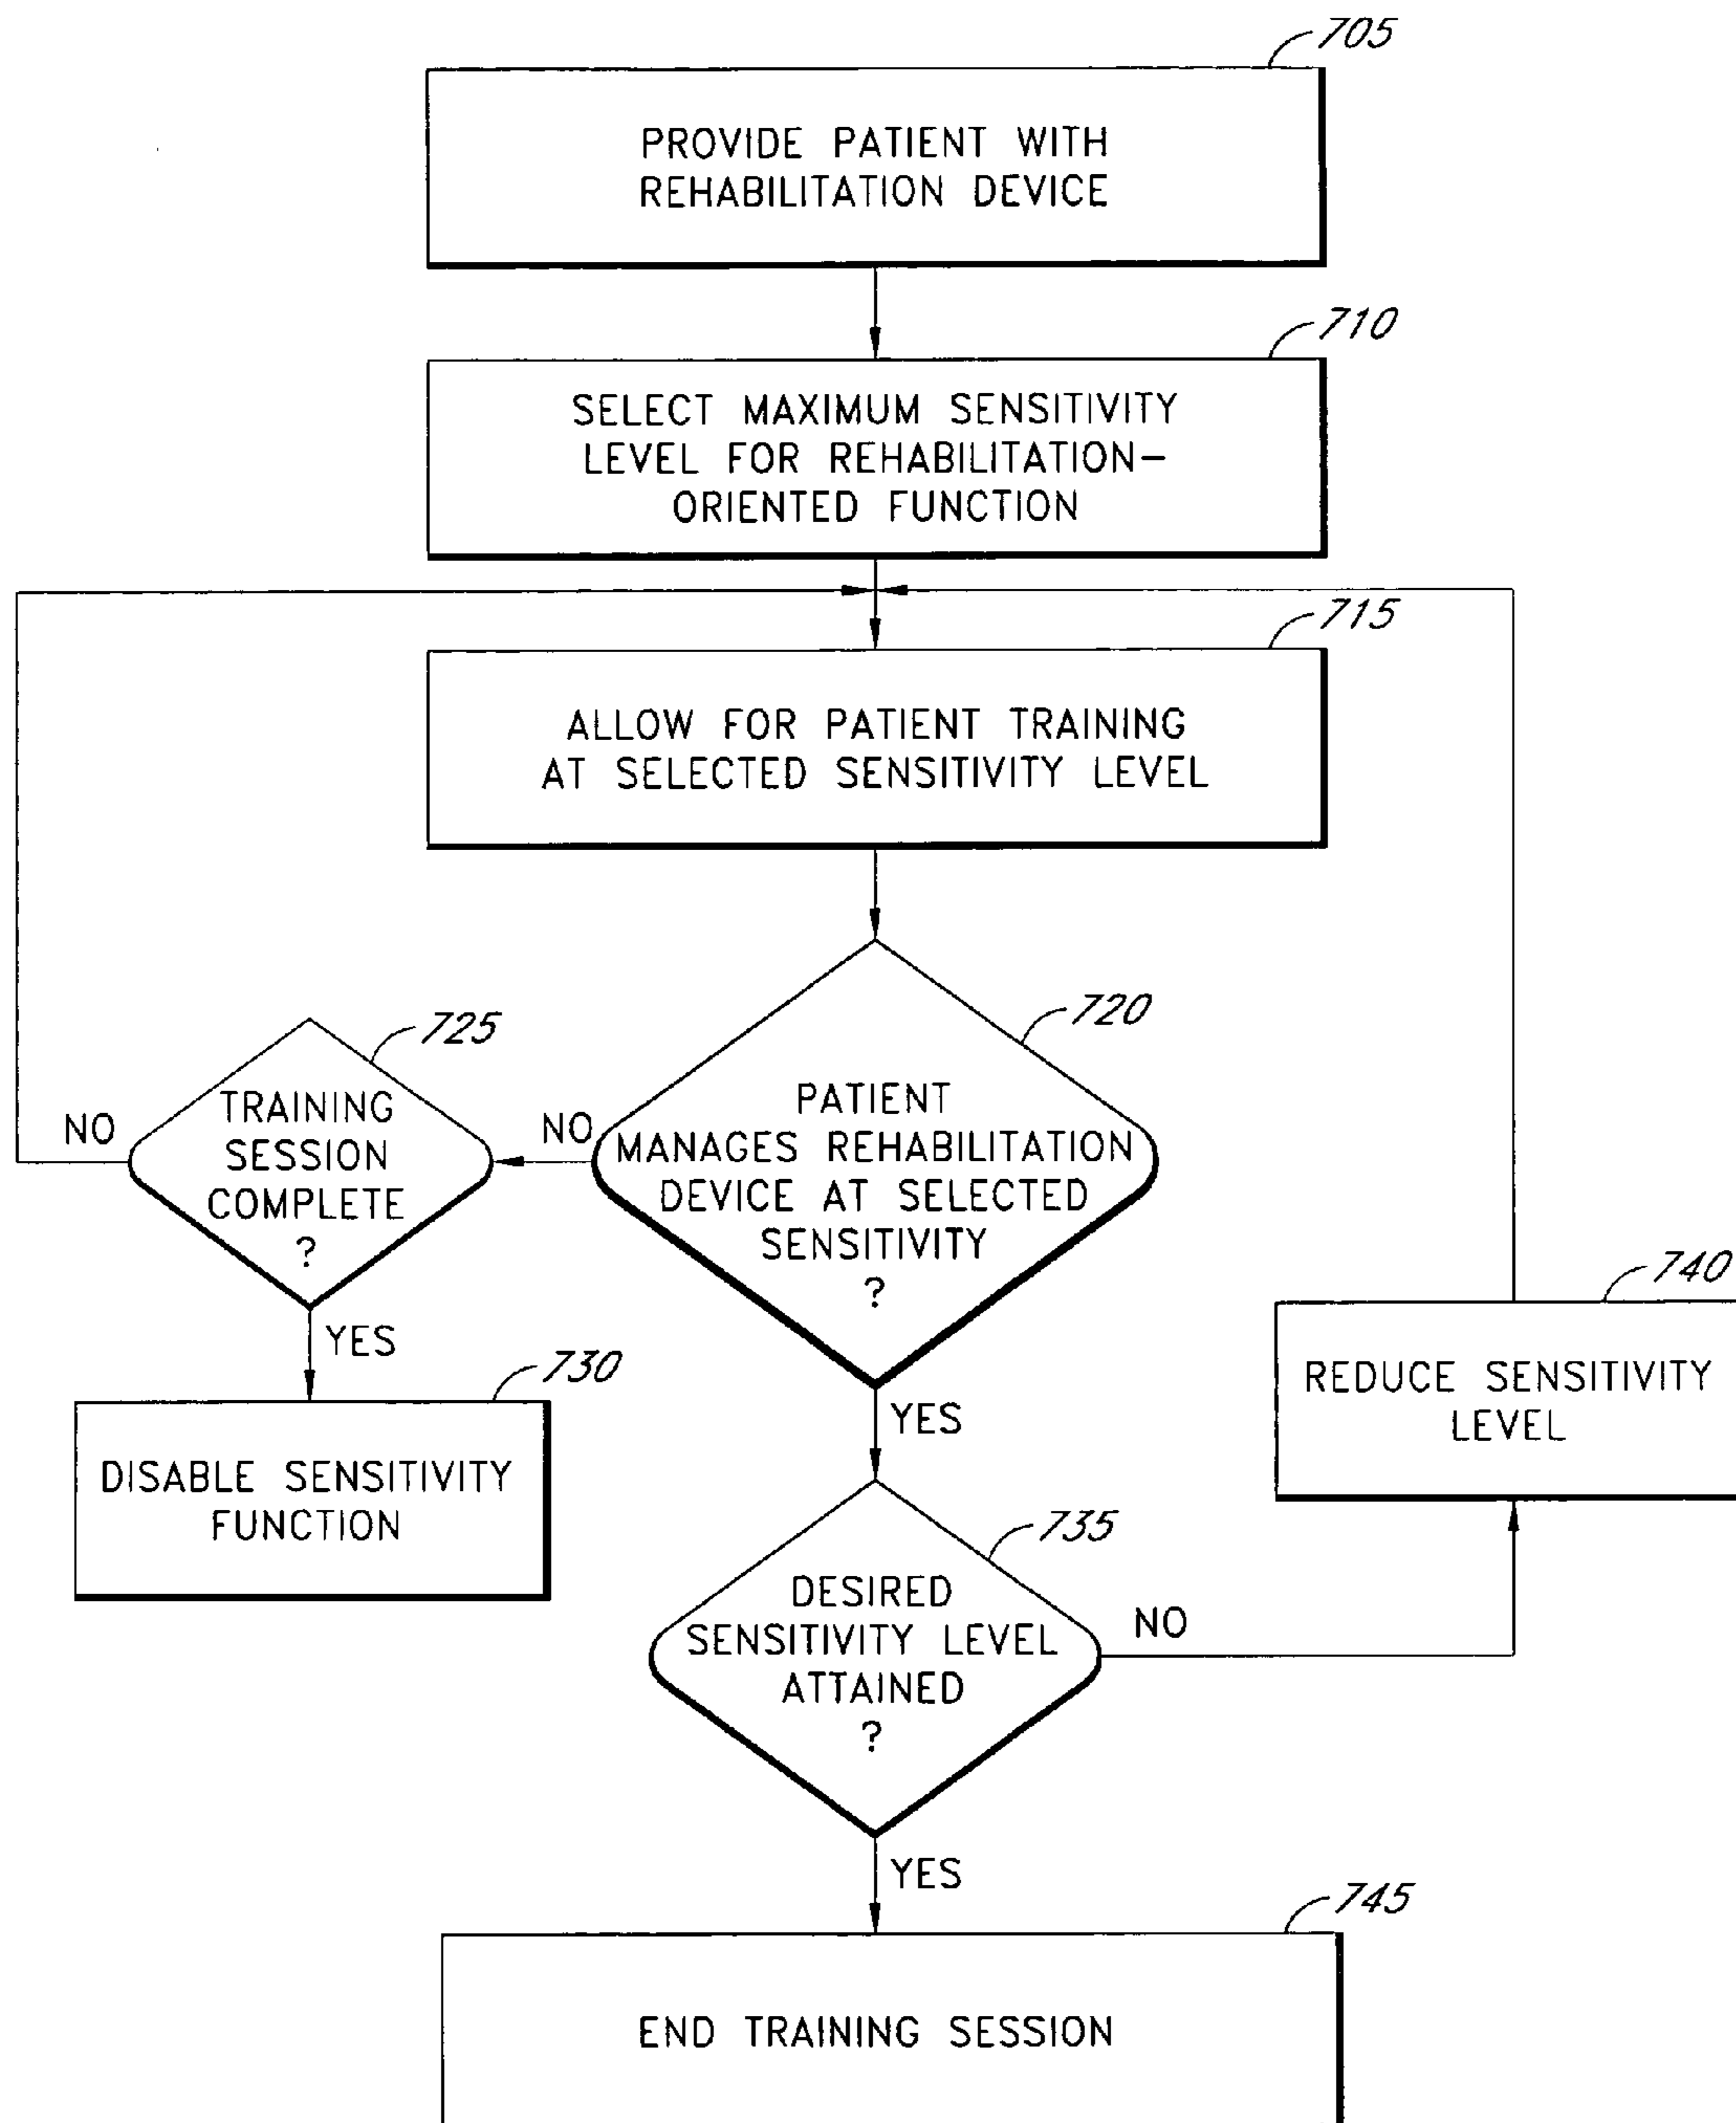 705
PROVIDE PATIENT WITH
REHABILITATION DEVICE
710
SELECT MAXIMUM SENSITIVITY
LEVEL FOR REHABILITATION-
ORIENTED FUNCTION
715
ALLOW FOR PATIENT TRAINING
AT SELECTED SENSITIVITY LEVEL
720
PATIENT
MANAGES REHABILITATION
DEVICE AT SELECTED
SENSITIVITY
?
NO
YES
725
TRAINING
SESSION
COMPLETE
?
NO
YES
730
DISABLE SENSITIVITY
FUNCTION
735
DESIRED
SENSITIVITY LEVEL
ATTAINED
?
NO
YES
740
REDUCE SENSITIVITY
LEVEL
745
END TRAINING SESSION